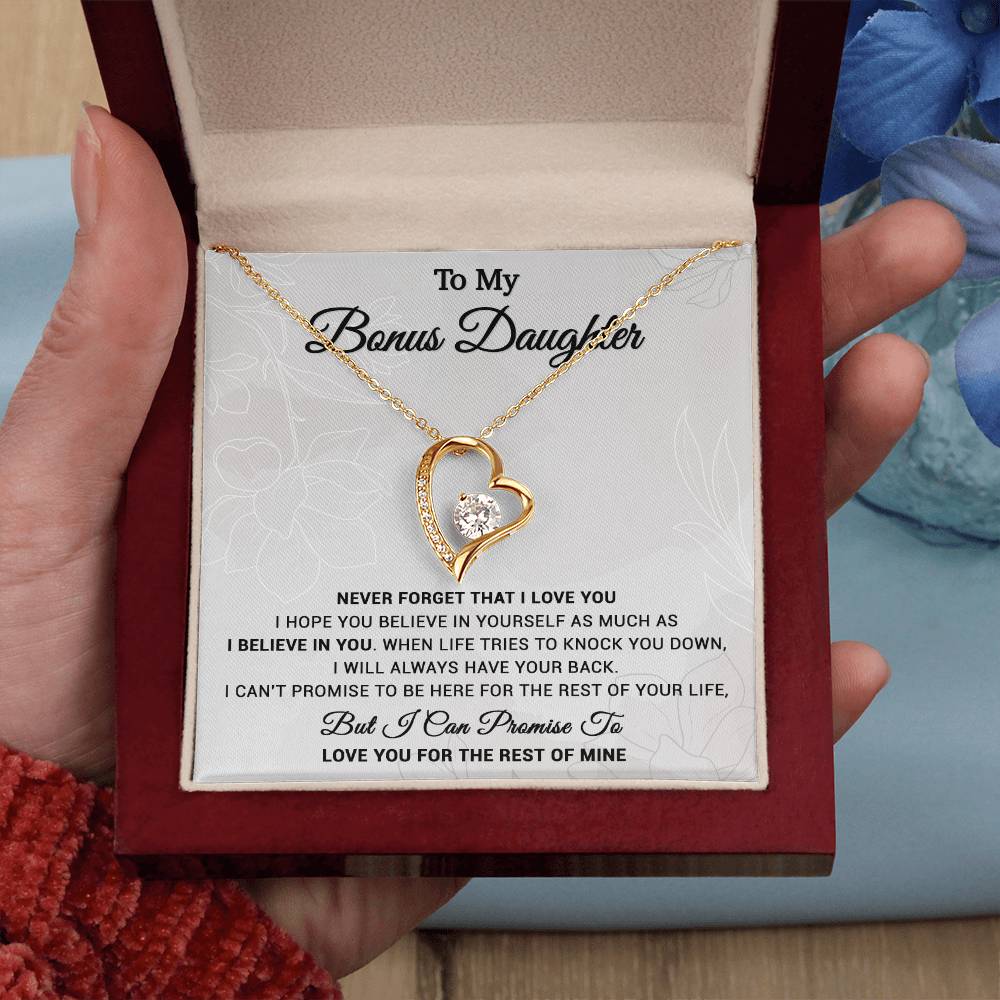 To My
Bonus Daughter
NEVER FORGET THAT I LOVE YOU
I HOPE YOU BELIEVE IN YOURSELF AS MUCH AS
I BELIEVE IN YOU. WHEN LIFE TRIES TO KNOCK YOU DOWN,
I WILL ALWAYS HAVE YOUR BACK.
I CAN'T PROMISE TO BE HERE FOR THE REST OF YOUR LIFE,
But I Can Promise To
LOVE YOU FOR THE REST OF MINE